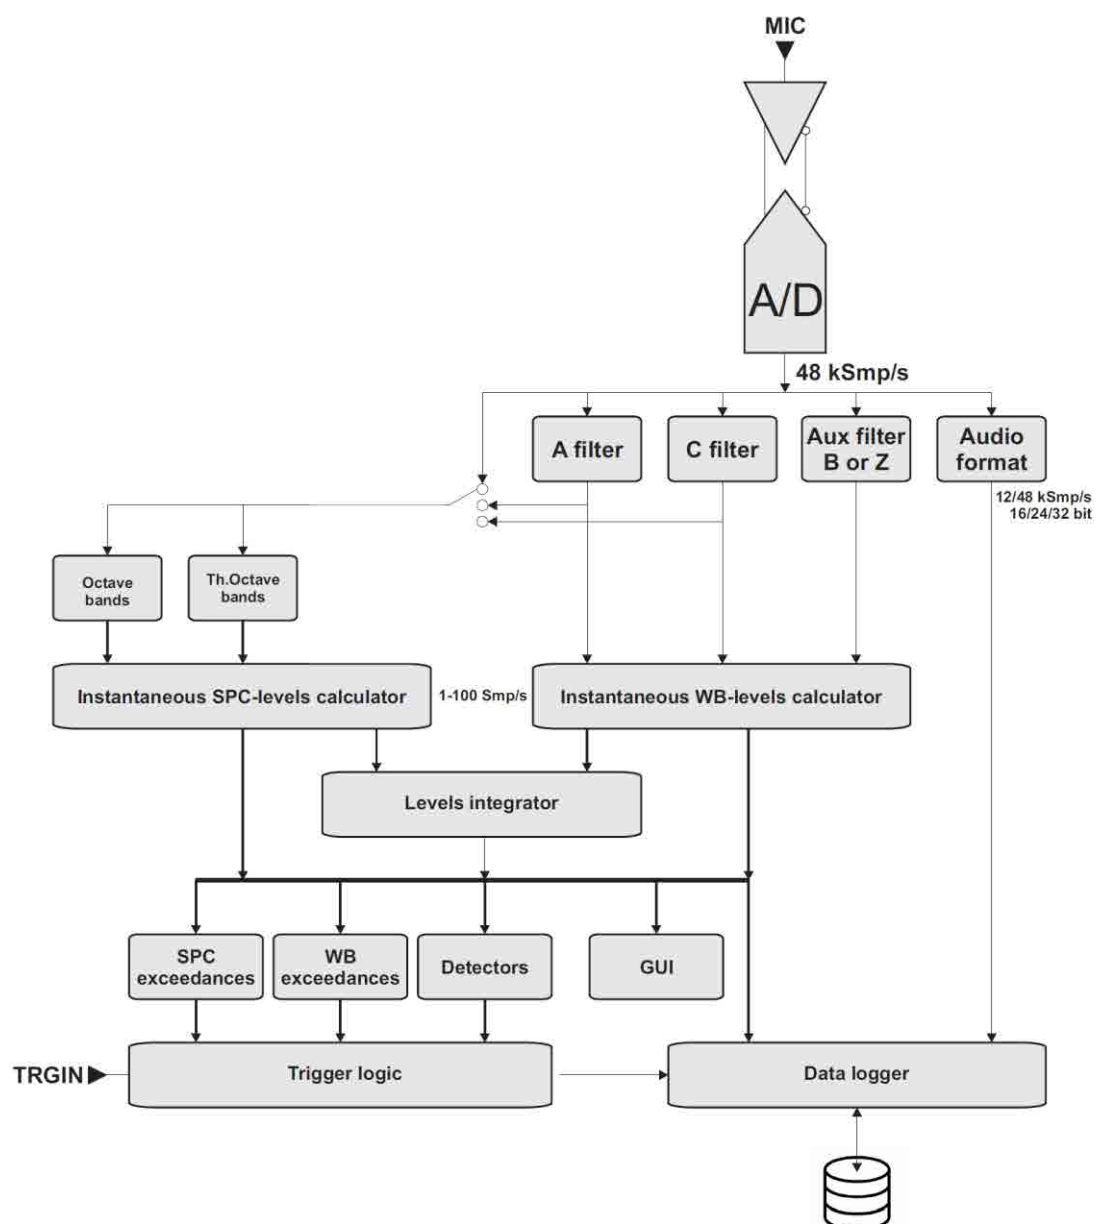 MIC
A/D
48 kSmp/s
A filter
C filter
Aux filter
B or Z
Audio
format
12/48 kSmp/s
16/24/32 bit
Octave
bands
Th.Octave
bands
Instantaneous SPC-levels calculator
1-100 Smp/s
Instantaneous WB-levels calculator
Levels integrator
SPC
exceedances
WB
exceedances
Detectors
GUI
TRGIN
Trigger logic
Data logger